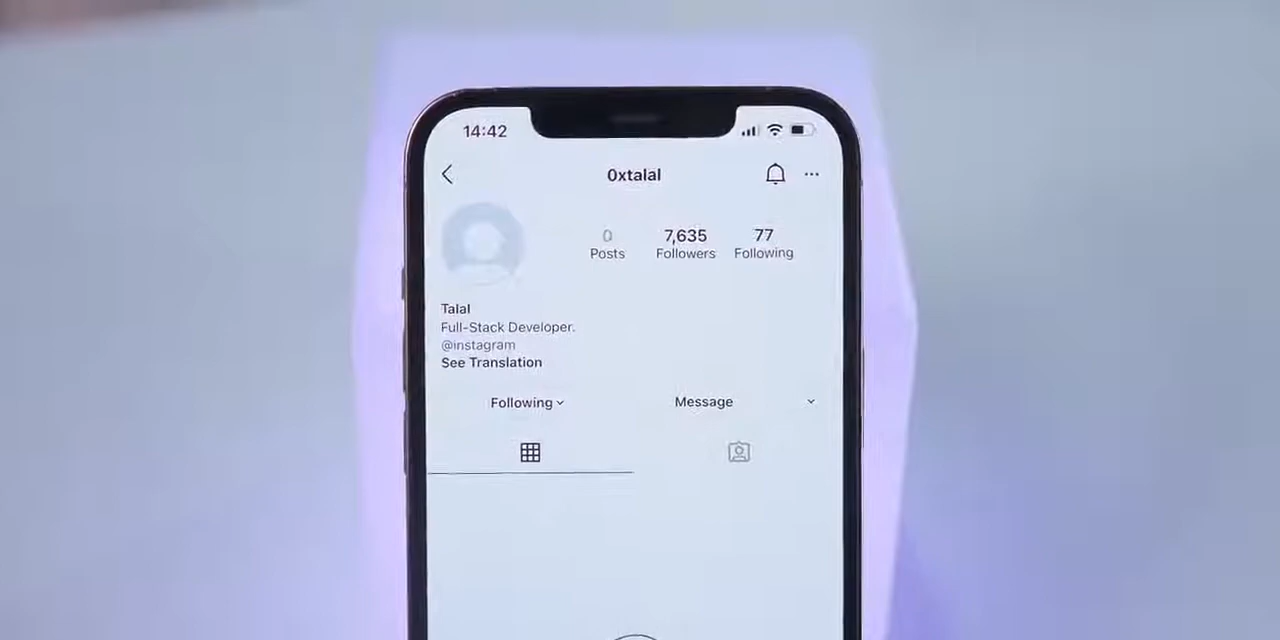 14:42
0xtalal
0 7,635 77
Posts Followers Following
Talal
Full-Stack Developer.
@instagram
See Translation
Following Message